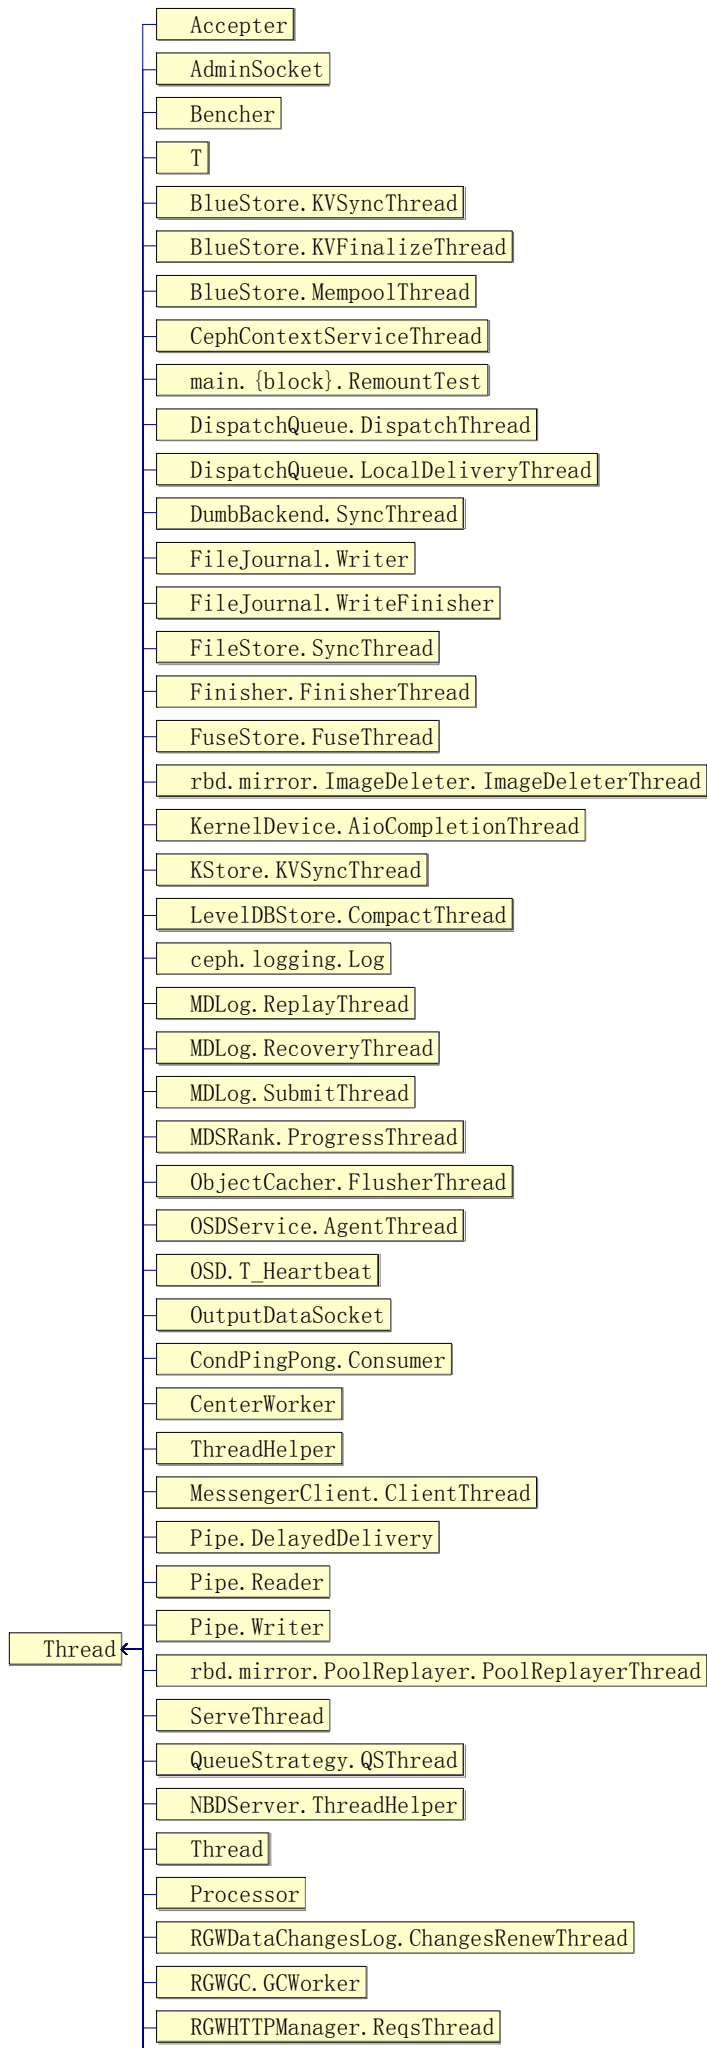 Accepter
AdminSocket
Bencher
T
BlueStore.KVSyncThread
BlueStore.KVFinalizeThread
BlueStore.MempoolThread
CephContextServiceThread
main.{block}.RemountTest
DispatchQueue.DispatchThread
DispatchQueue.LocalDeliveryThread
DumbBackend.SyncThread
FileJournal.Writer
FileJournal.WriteFinisher
FileStore.SyncThread
Finisher.FinisherThread
FuseStore.FuseThread
rbd.mirror.ImageDeleter.ImageDeleterThread
KernelDevice.AioCompletionThread
KStore.KVSyncThread
LevelDBStore.CompactThread
ceph.logging.Log
MDLog.ReplayThread
MDLog.RecoveryThread
MDLog.SubmitThread
MDSRank.ProgressThread
ObjectCacher.FlusherThread
OSDService.AgentThread
OSD.T_Heartbeat
OutputDataSocket
CondPingPong.Consumer
CenterWorker
ThreadHelper
MessengerClient.ClientThread
Pipe.DelayedDelivery
Pipe.Reader
Pipe.Writer
Thread
rbd.mirror.PoolReplayer.PoolReplayerThread
ServeThread
QueueStrategy.QSThread
NBDServer.ThreadHelper
Thread
Processor
RGWDataChangesLog.ChangesRenewThread
RGWGC.GCWorker
RGWHTTPManager.ReqsThread